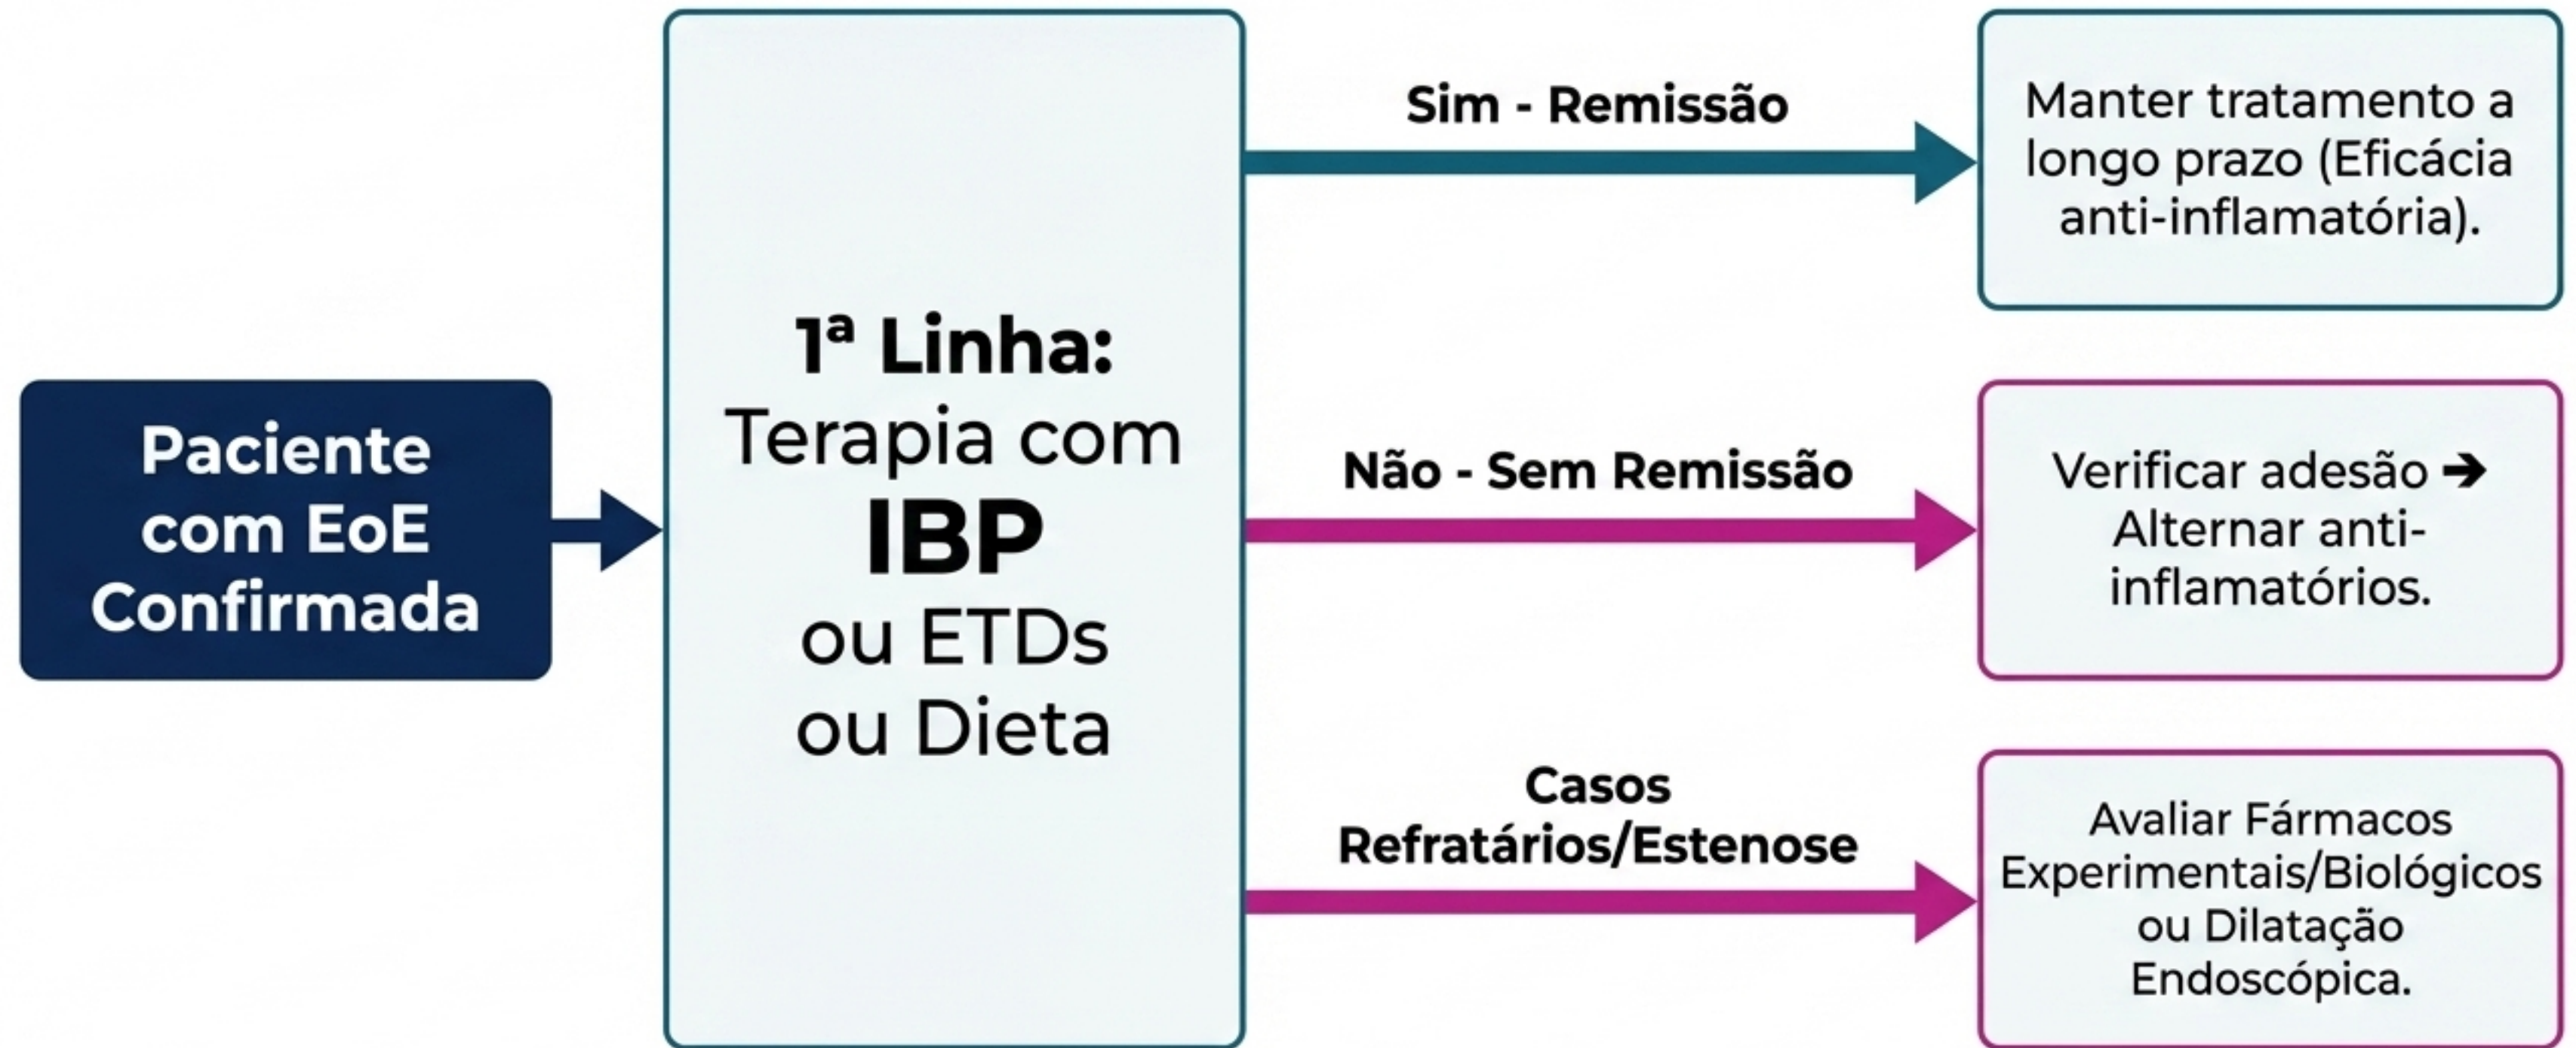 Paciente
com EoE
Confirmada
1ª Linha:
Terapia com
IBP
ou ETDs
ou Dieta
Sim - Remissão
Manter tratamento a
longo prazo (Eficácia
anti-inflamatória).
Não - Sem Remissão
Verificar adesão ➔
Alternar anti-
inflamatórios.
Casos
Refratários/Estenose
Avaliar Fármacos
Experimentais/Biológicos
ou Dilatação
Endoscópica.